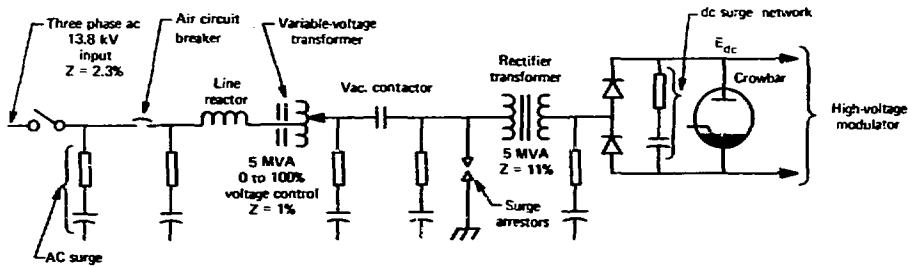 Three phase ac
13.8 kV
input
Z = 2.3%
Air circuit
breaker
Variable-voltage
transformer
Line
reactor
Vac. contactor
Rectifier
transformer
dc surge network
Ēdc
Crowbar
High-voltage
modulator
5 MVA
0 to 100%
voltage control
Z = 1%
5 MVA
Z = 11%
Surge
arrestors
AC surge